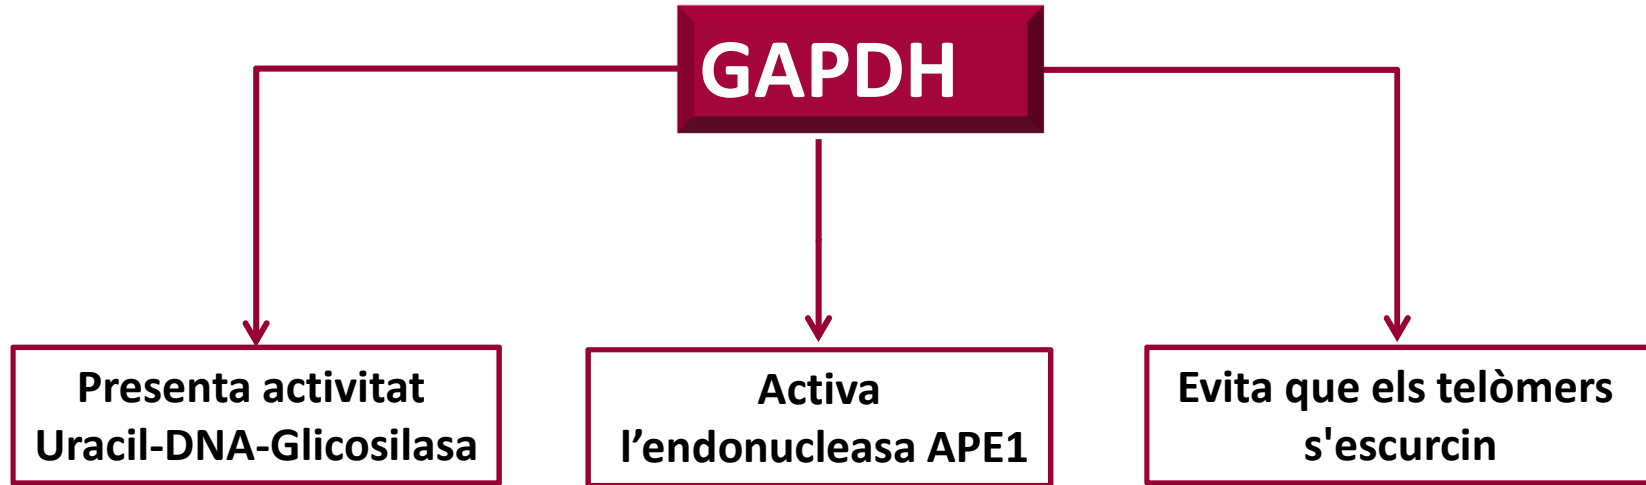 GAPDH
Presenta activitat
Uracil-DNA-Glicosilasa
Activa
l’endonucleasa APE1
Evita que els telòmers
s'escurcin